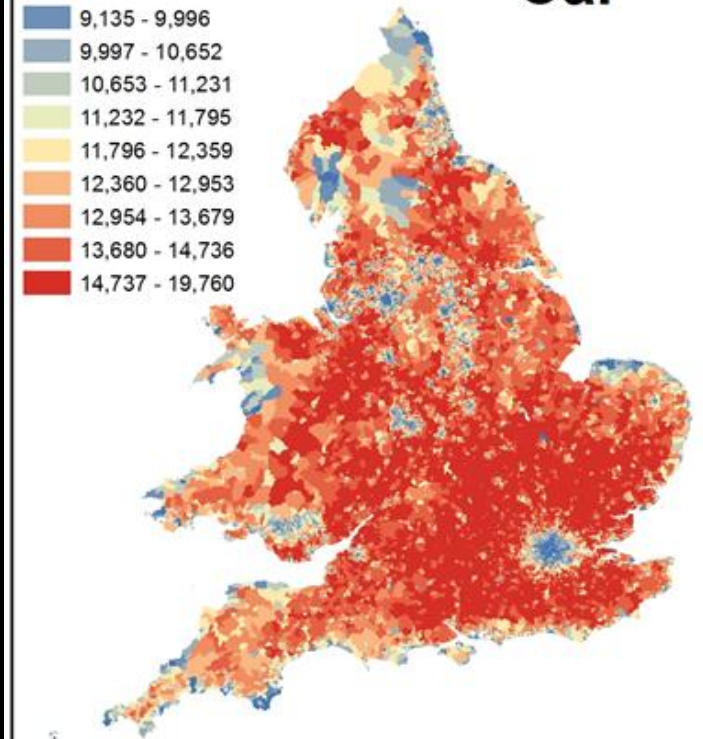 9,135 - 9,996
9,997 - 10,652
10,653 - 11,231
11,232 - 11,795
11,796 - 12,359
12,360 - 12,953
12,954 - 13,679
13,680 - 14,736
14,737 - 19,760